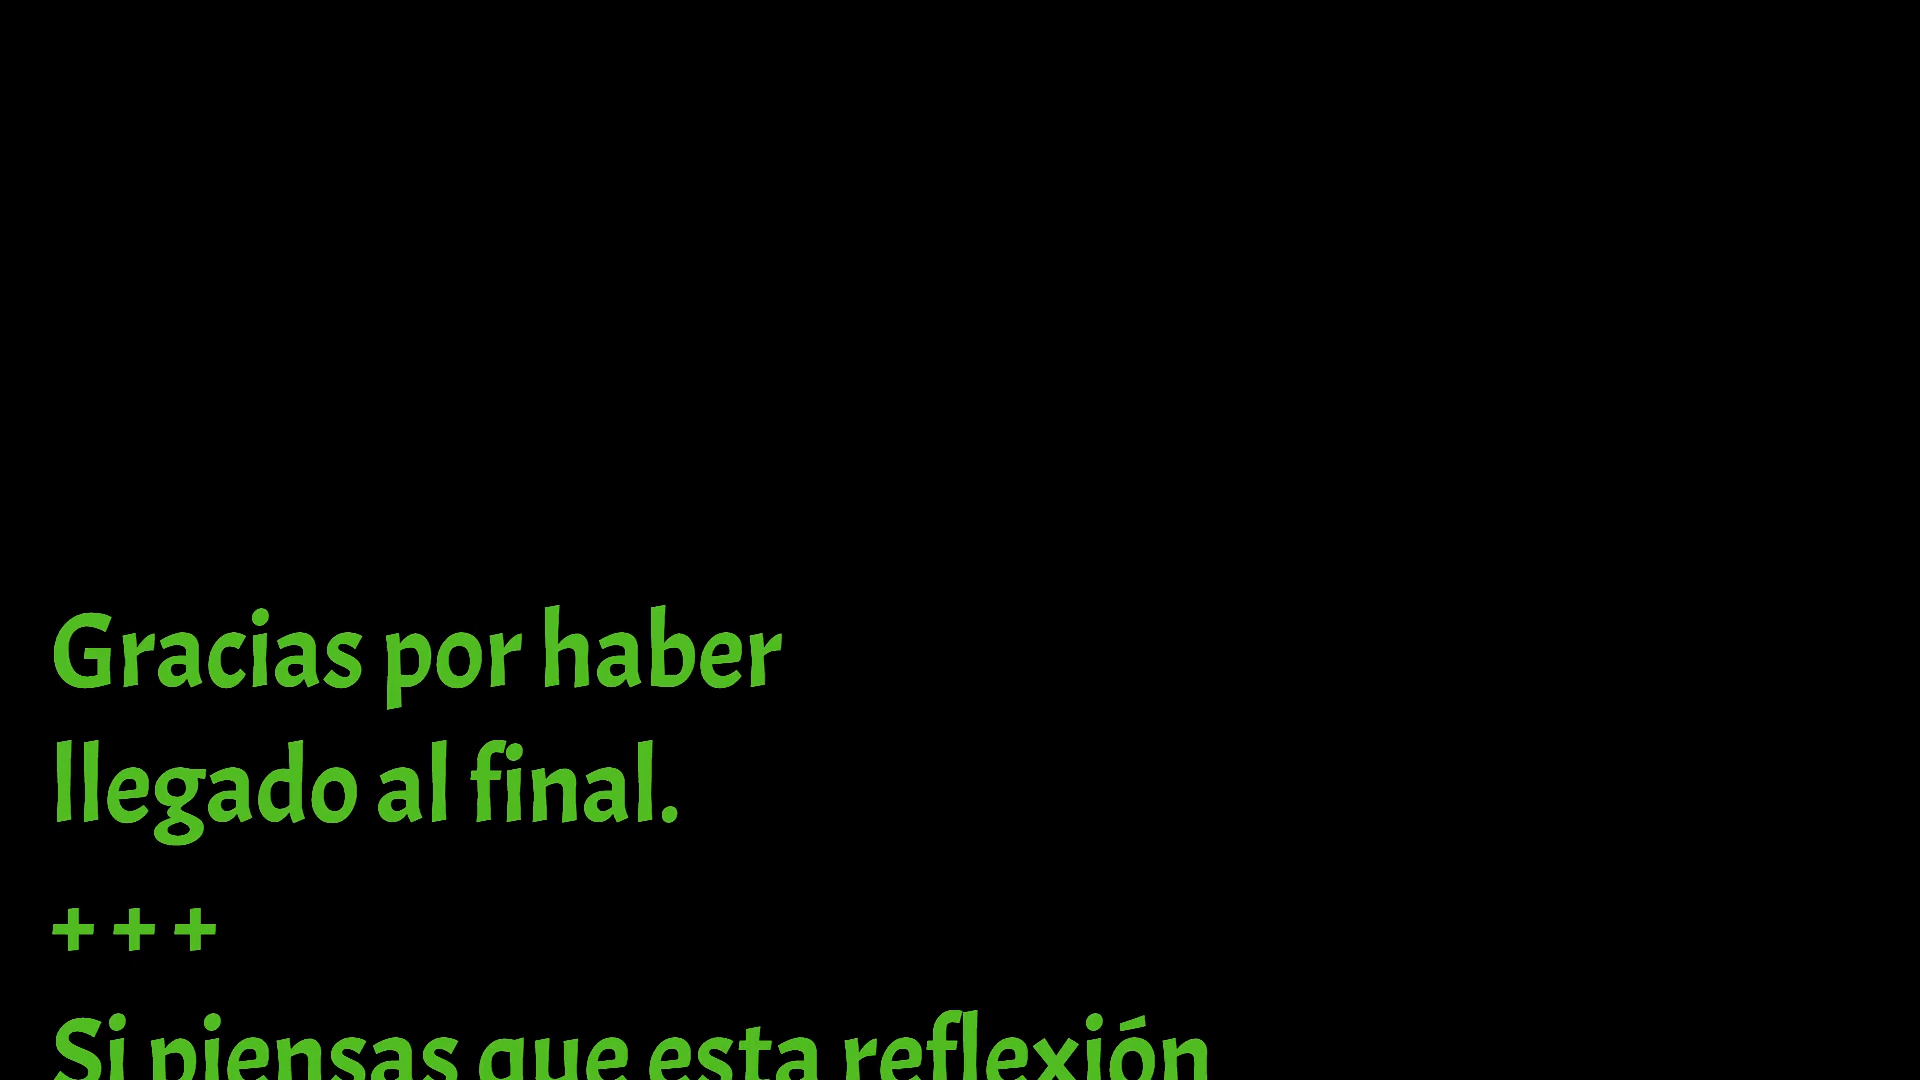 Gracias por haber
llegado al final.
+ + +
Si piensas que esta reflexión